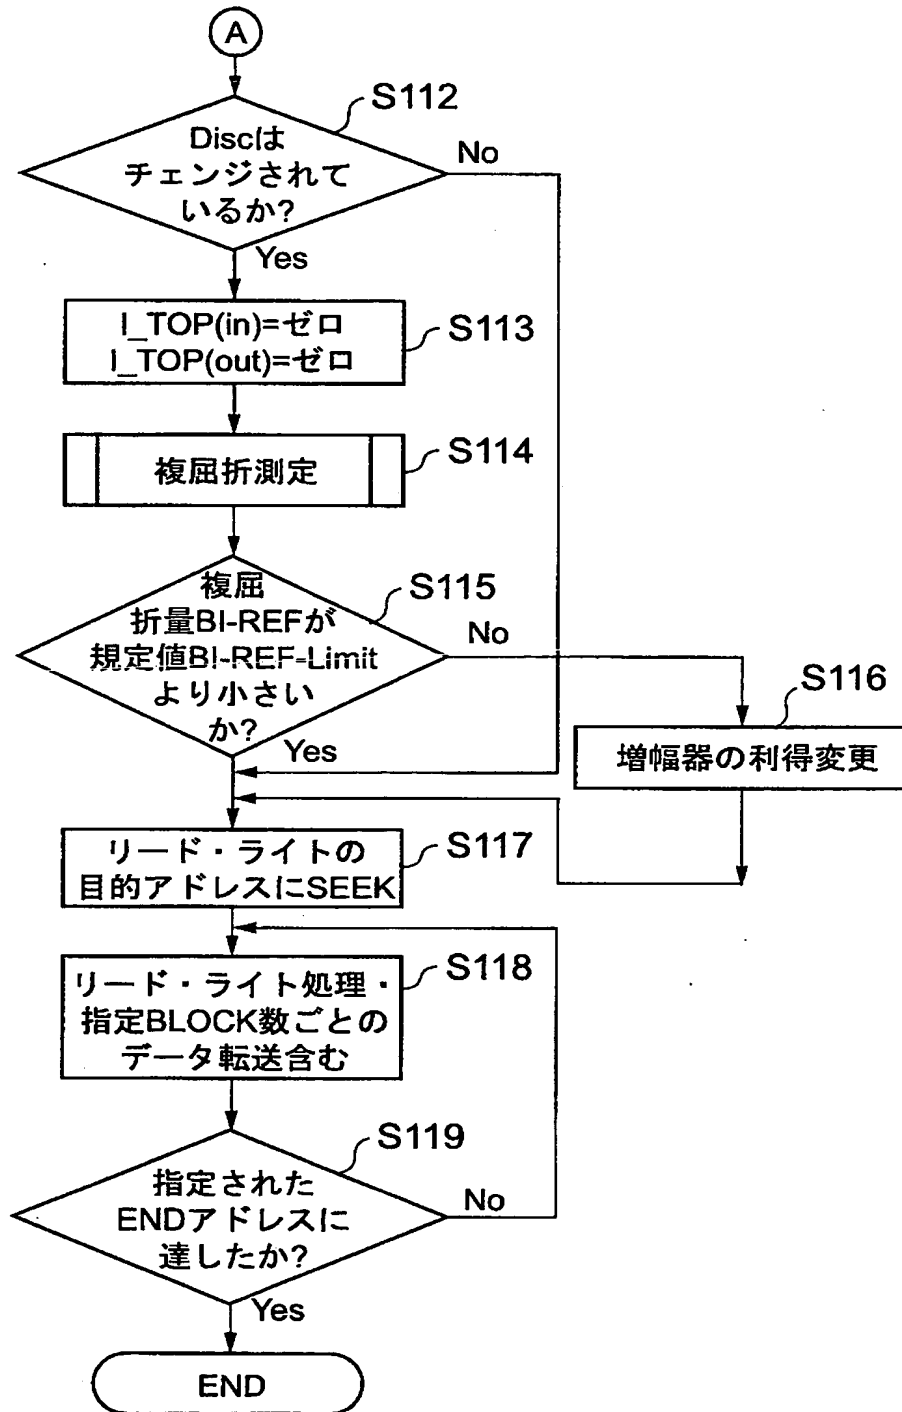 A
S112
Discは
チェンジされて
いるか?
No
Yes
I_TOP(in)=ゼロ
I_TOP(out)=ゼロ
S113
複屈折測定
S114
複屈
折量BI-REFが
規定値BI-REF-Limit
より小さい
か?
S115
No
Yes
S116
増幅器の利得変更
リード・ライトの
目的アドレスにSEEK
S117
リード・ライト処理・
指定BLOCK数ごとの
データ転送含む
S118
指定された
ENDアドレスに
達したか?
S119
No
Yes
END